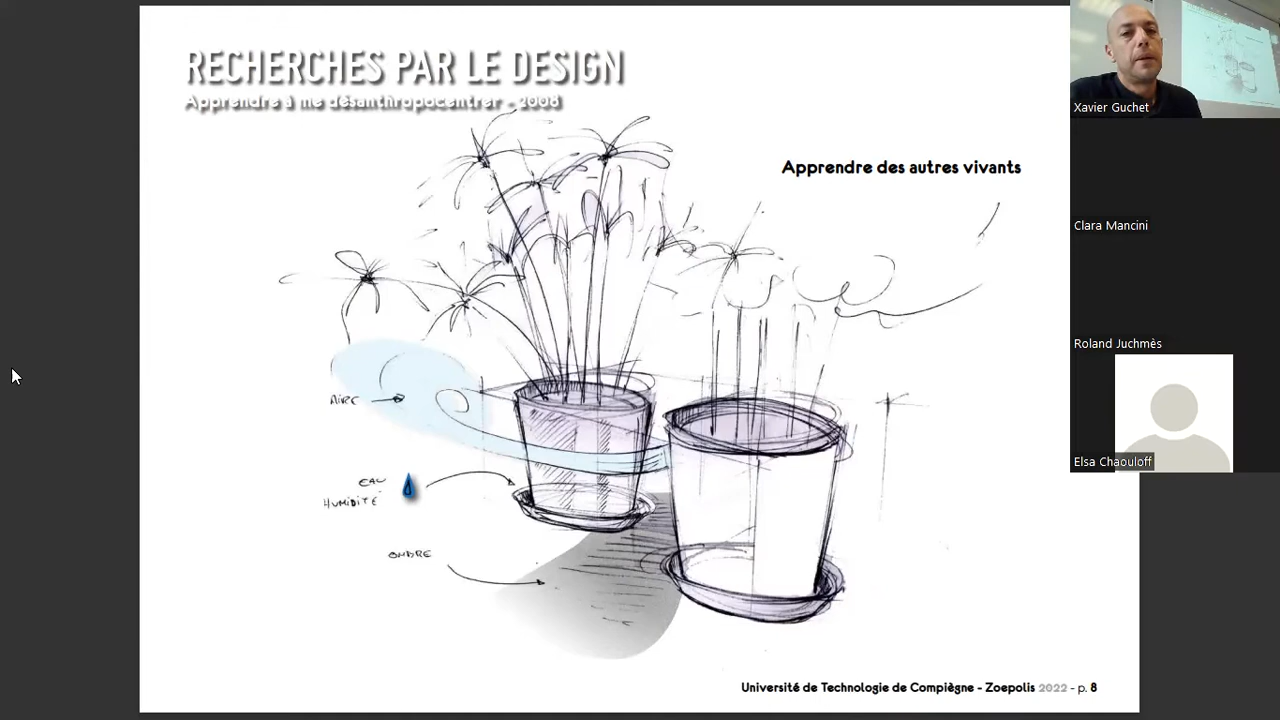 RECHERCHES PAR LE DESIGN
Apprendre à me désanthropocentrer - 2008
Apprendre des autres vivants
AIRE
EAU
HUMIDITÉ
OMBRE
Université de Technologie de Compiègne - Zoepolis 2022 - p. 8
Xavier Guchet
Clara Mancini
Roland Juchmès
Elsa Chaouloff